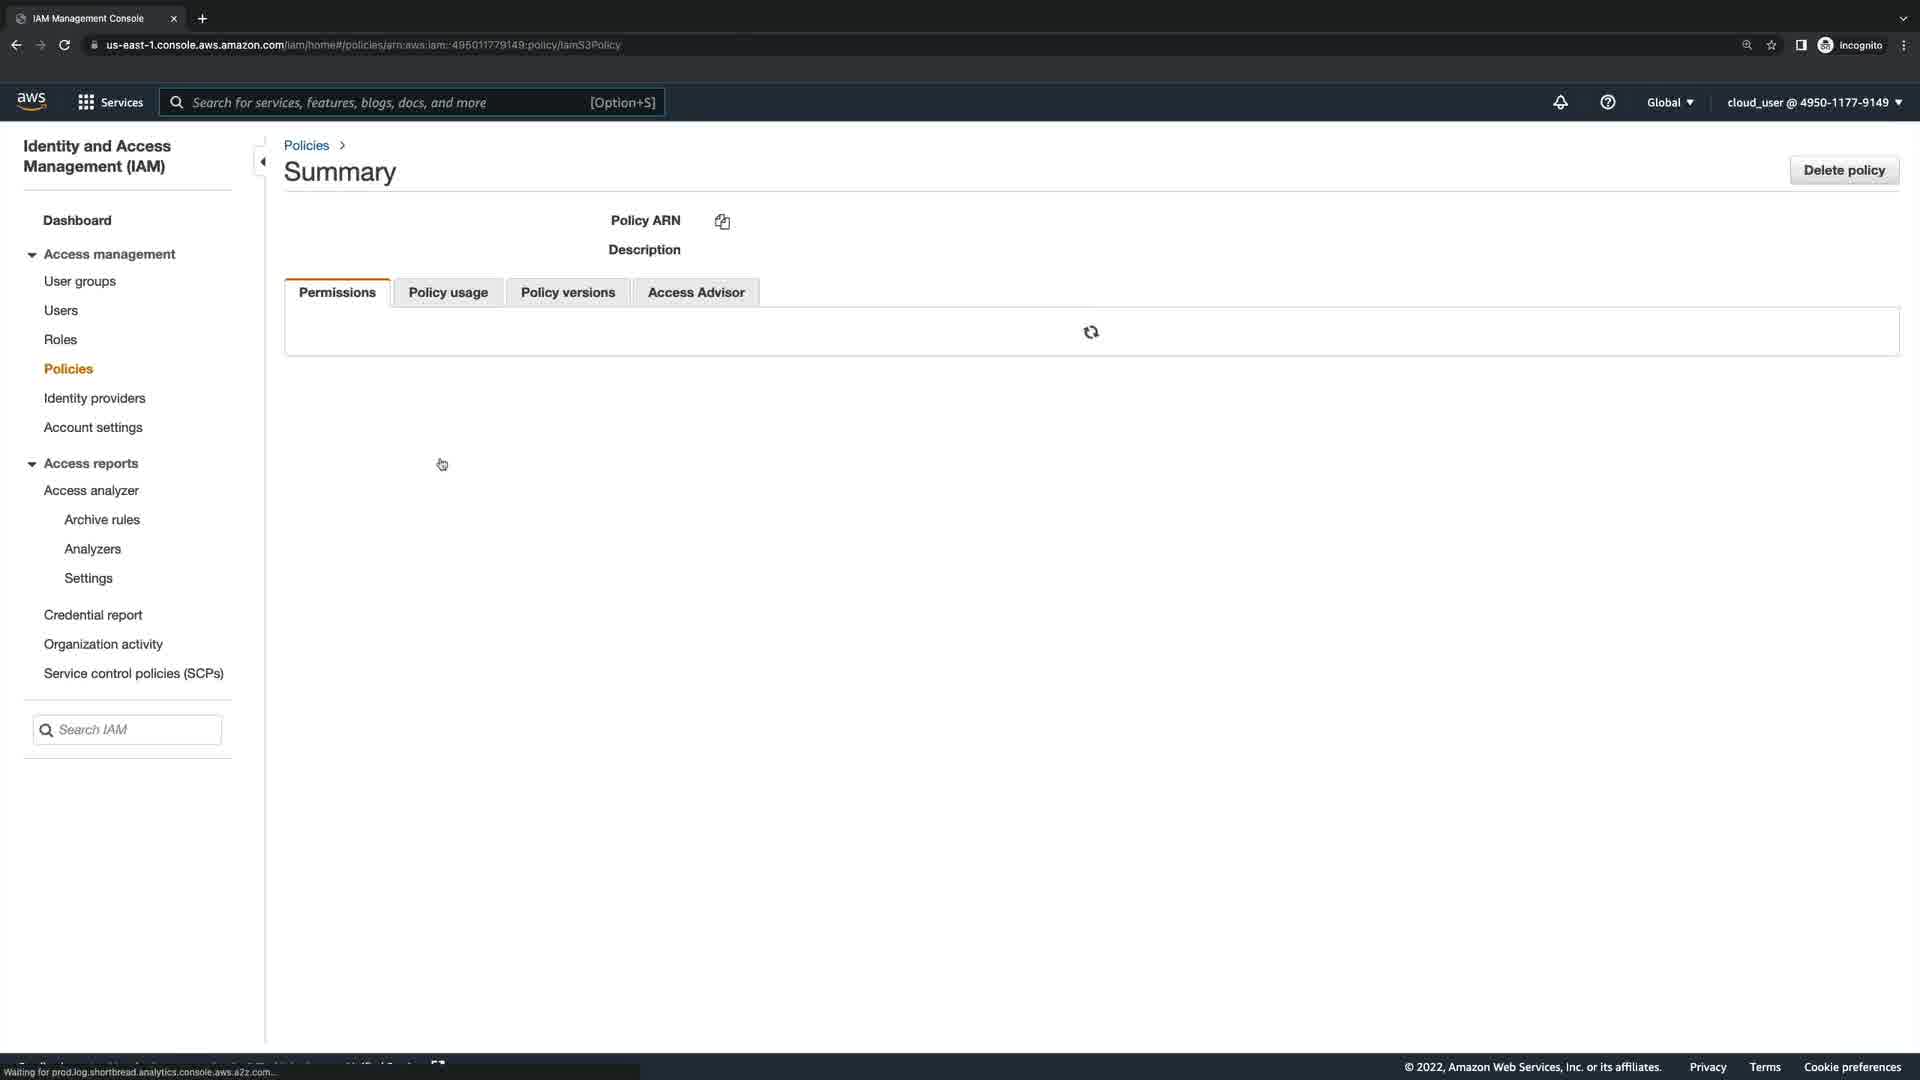 IAM Management Console
us-east-1.console.aws.amazon.com/iam/home#/policies/arn:aws:iam::495011779149:policy/IamS3Policy
Incognito
aws
Services
Search for services, features, blogs, docs, and more
[Option+S]
Global
cloud_user @ 4950-1177-9149
Identity and Access
Management (IAM)
Dashboard
Access management
User groups
Users
Roles
Policies
Identity providers
Account settings
Access reports
Access analyzer
Archive rules
Analyzers
Settings
Credential report
Organization activity
Service control policies (SCPs)
Search IAM
Policies
Summary
Delete policy
Policy ARN
Description
Permissions
Policy usage
Policy versions
Access Advisor
Waiting for prod.log.shortbread.analytics.console.aws.a2z.com...
© 2022, Amazon Web Services, Inc. or its affiliates.
Privacy
Terms
Cookie preferences